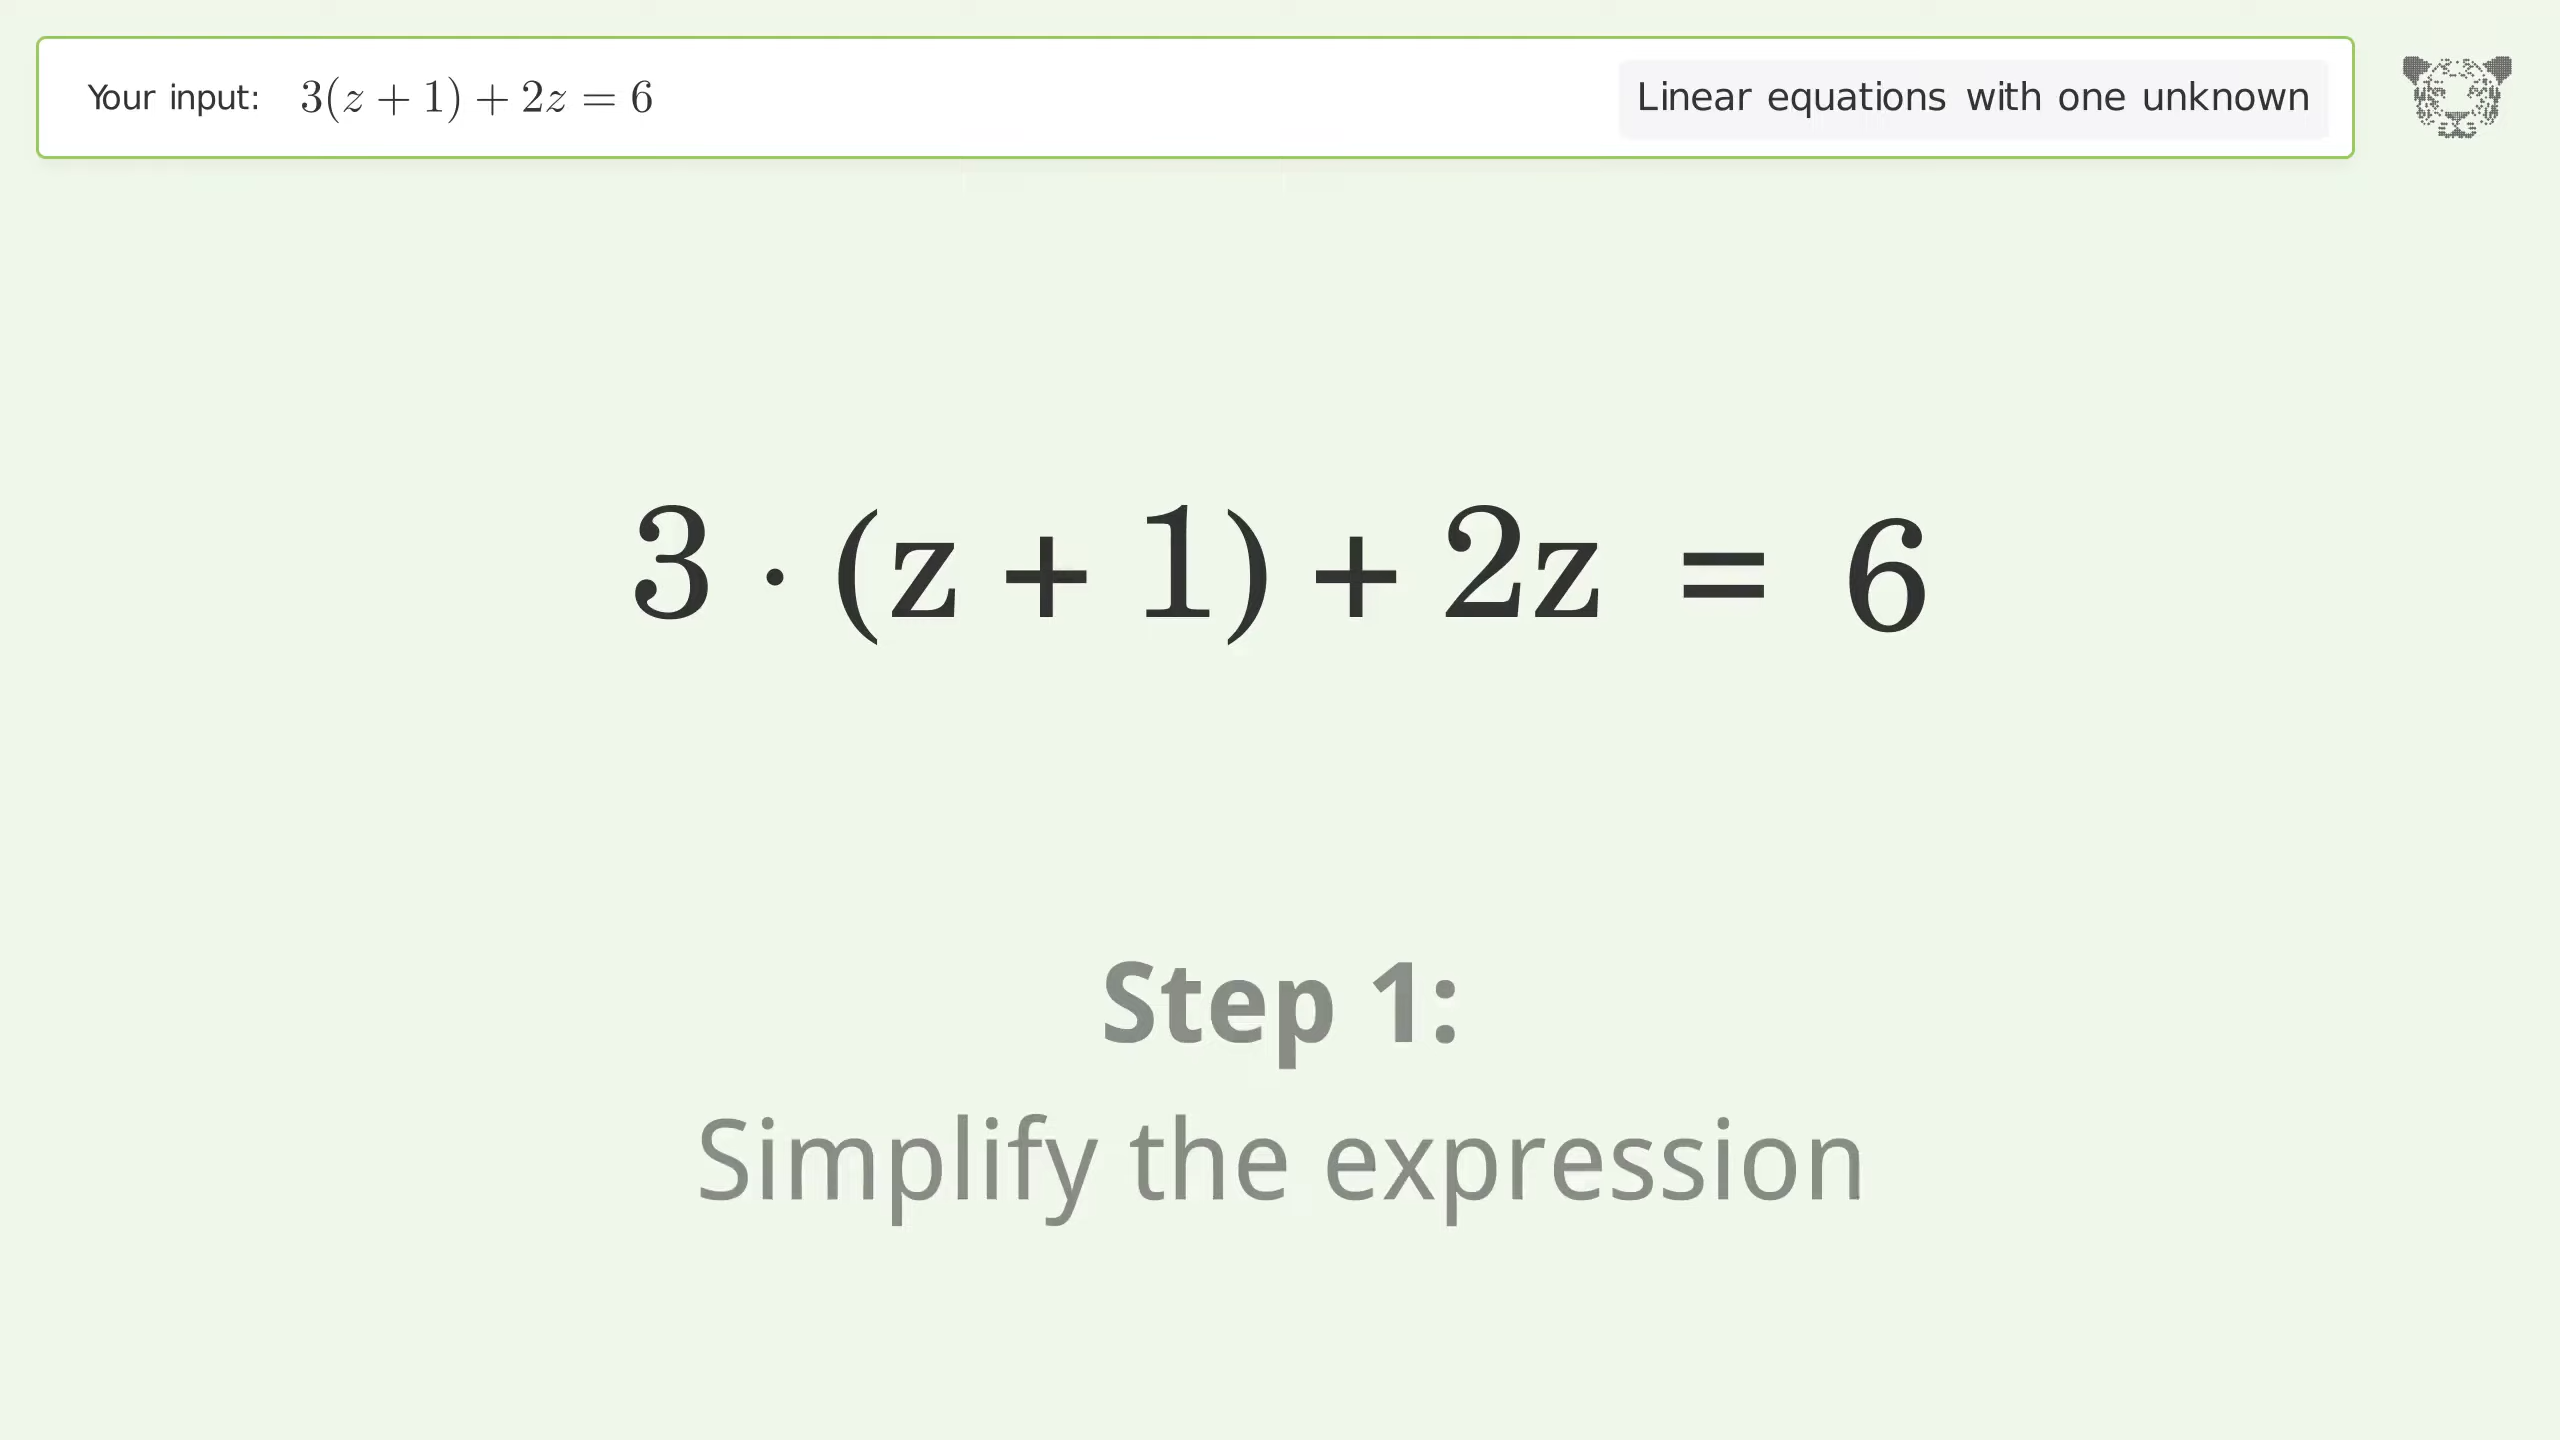 Your input: 3(z + 1) + 2z = 6
Linear equations with one unknown
3 · (z + 1) + 2z = 6
Step 1:
Simplify the expression